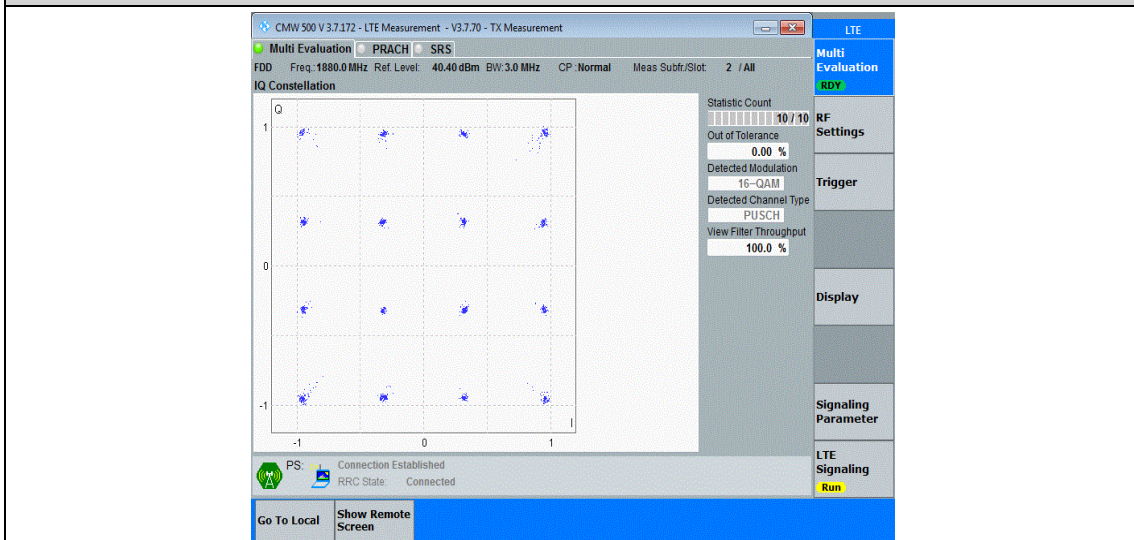 CMW 500 V 3.7.172 - LTE Measurement - V3.7.70 - TX Measurement
LTE
Multi Evaluation PRACH SRS
Multi
Evaluation
RDY
FDD Freq.:1880.0 MHz Ref. Level: 40.40 dBm BW:3.0 MHz CP :Normal Meas Subfr./Slot: 2 / All
IQ Constellation
Q
1
0
-1
-1 0 1
I
Statistic Count
10 / 10
Out of Tolerance
0.00 %
Detected Modulation
16-QAM
Detected Channel Type
PUSCH
View Filter Throughput
100.0 %
RF
Settings
Trigger
Display
Signaling
Parameter
LTE
Signaling
Run
PS: Connection Established
RRC State: Connected
Go To Local
Show Remote
Screen